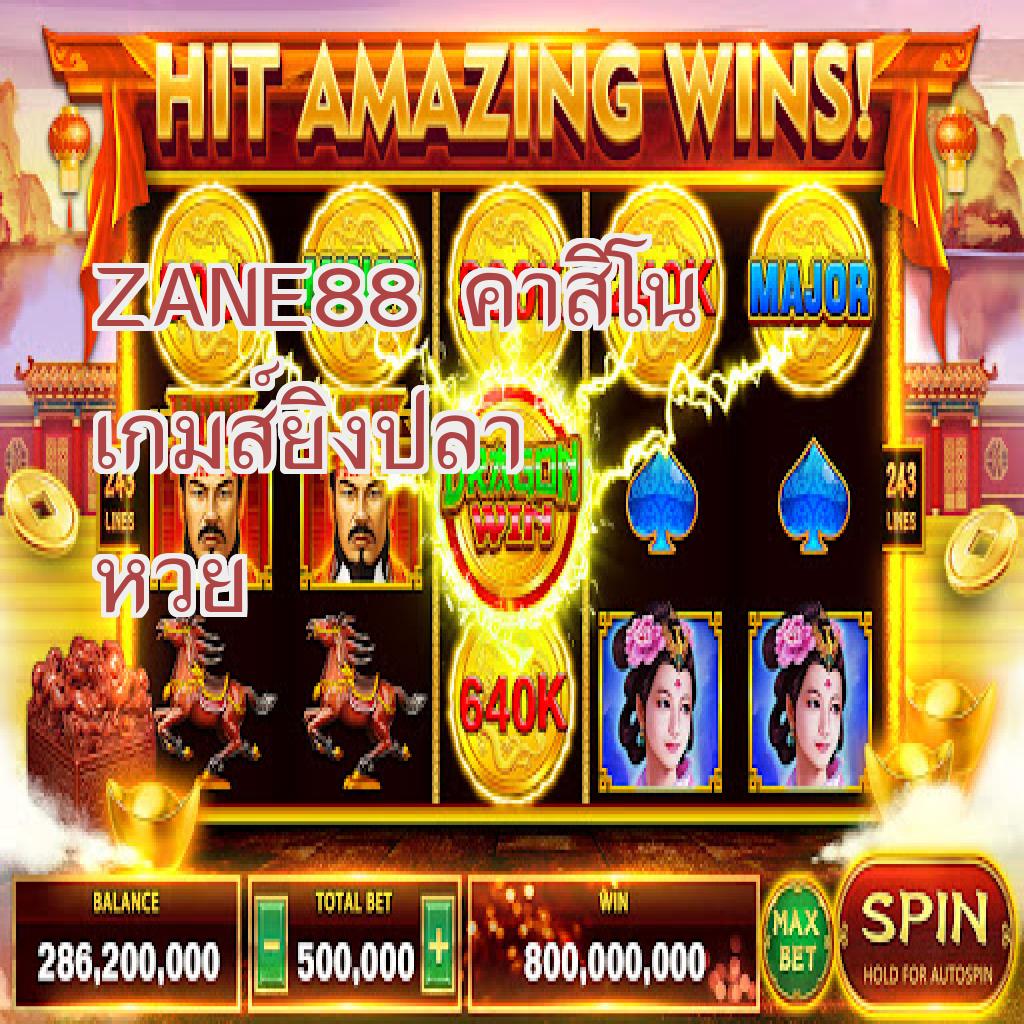 HIT AMAZING WINS!
ZANE88 คาสิโน
MAJOR
เกมส์ยิงปลา
243 LINES
DRAGON WIN
243 LINES
หวย
640K
BALANCE
286,200,000
TOTAL BET
- 500,000 +
WIN
800,000,000
MAX BET
SPIN
HOLD FOR AUTOSPIN